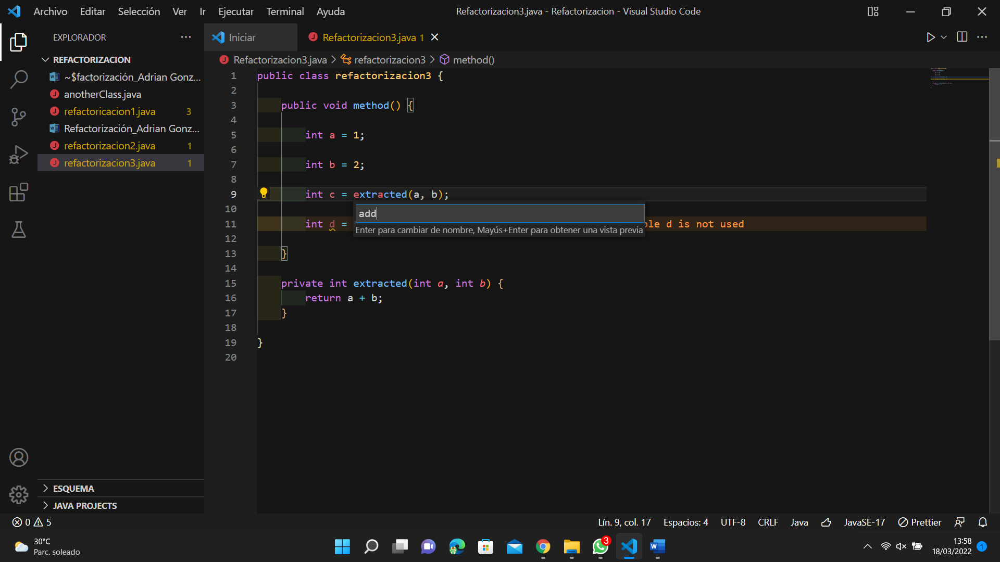 Archivo Editar Selección Ver Ir Ejecutar Terminal Ayuda
Refactorizacion3.java - Refactorizacion - Visual Studio Code
EXPLORADOR
REFACTORIZACION
~$factorización_Adrian Gonz...
anotherClass.java
refactoricacion1.java 3
Refactorización_Adrian Gonz...
refactorizacion2.java 1
refactorizacion3.java 1
ESQUEMA
JAVA PROJECTS
Iniciar
Refactorizacion3.java 1
Refactorizacion3.java > refactorizacion3 > method()
1 public class refactorizacion3 {
2
3 public void method() {
4
5 int a = 1;
6
7 int b = 2;
8
9 int c = extracted(a, b);
add
10
11 int d = ble d is not used
Enter para cambiar de nombre, Mayús+Enter para obtener una vista previa
12
13 }
14
15 private int extracted(int a, int b) {
16 return a + b;
17 }
18
19 }
20
0 5
Lín. 9, col. 17 Espacios: 4 UTF-8 CRLF Java JavaSE-17 Prettier
30°C
Parc. soleado
3
13:58
18/03/2022
1